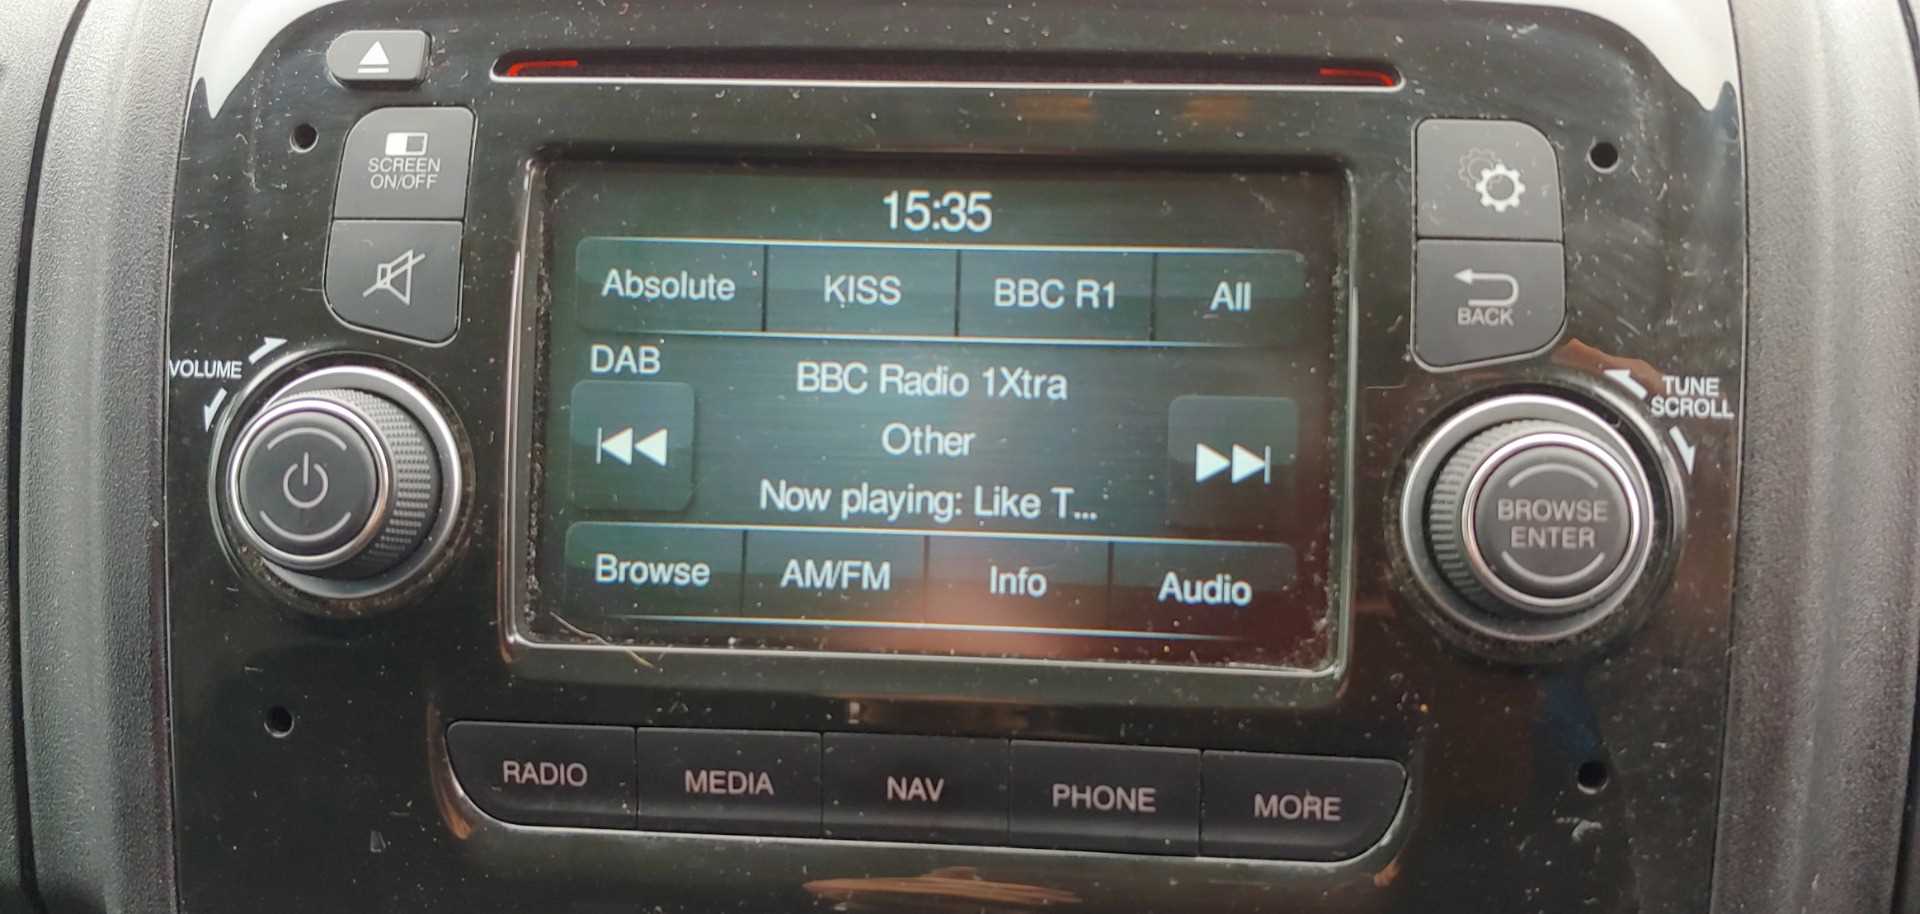 SCREEN
ON/OFF
15:35
Absolute KISS BBC R1 All
BACK
VOLUME
DAB
BBC Radio 1Xtra
TUNE
SCROLL
Other
Now playing: Like T...
BROWSE
ENTER
Browse AM/FM Info Audio
RADIO MEDIA NAV PHONE MORE